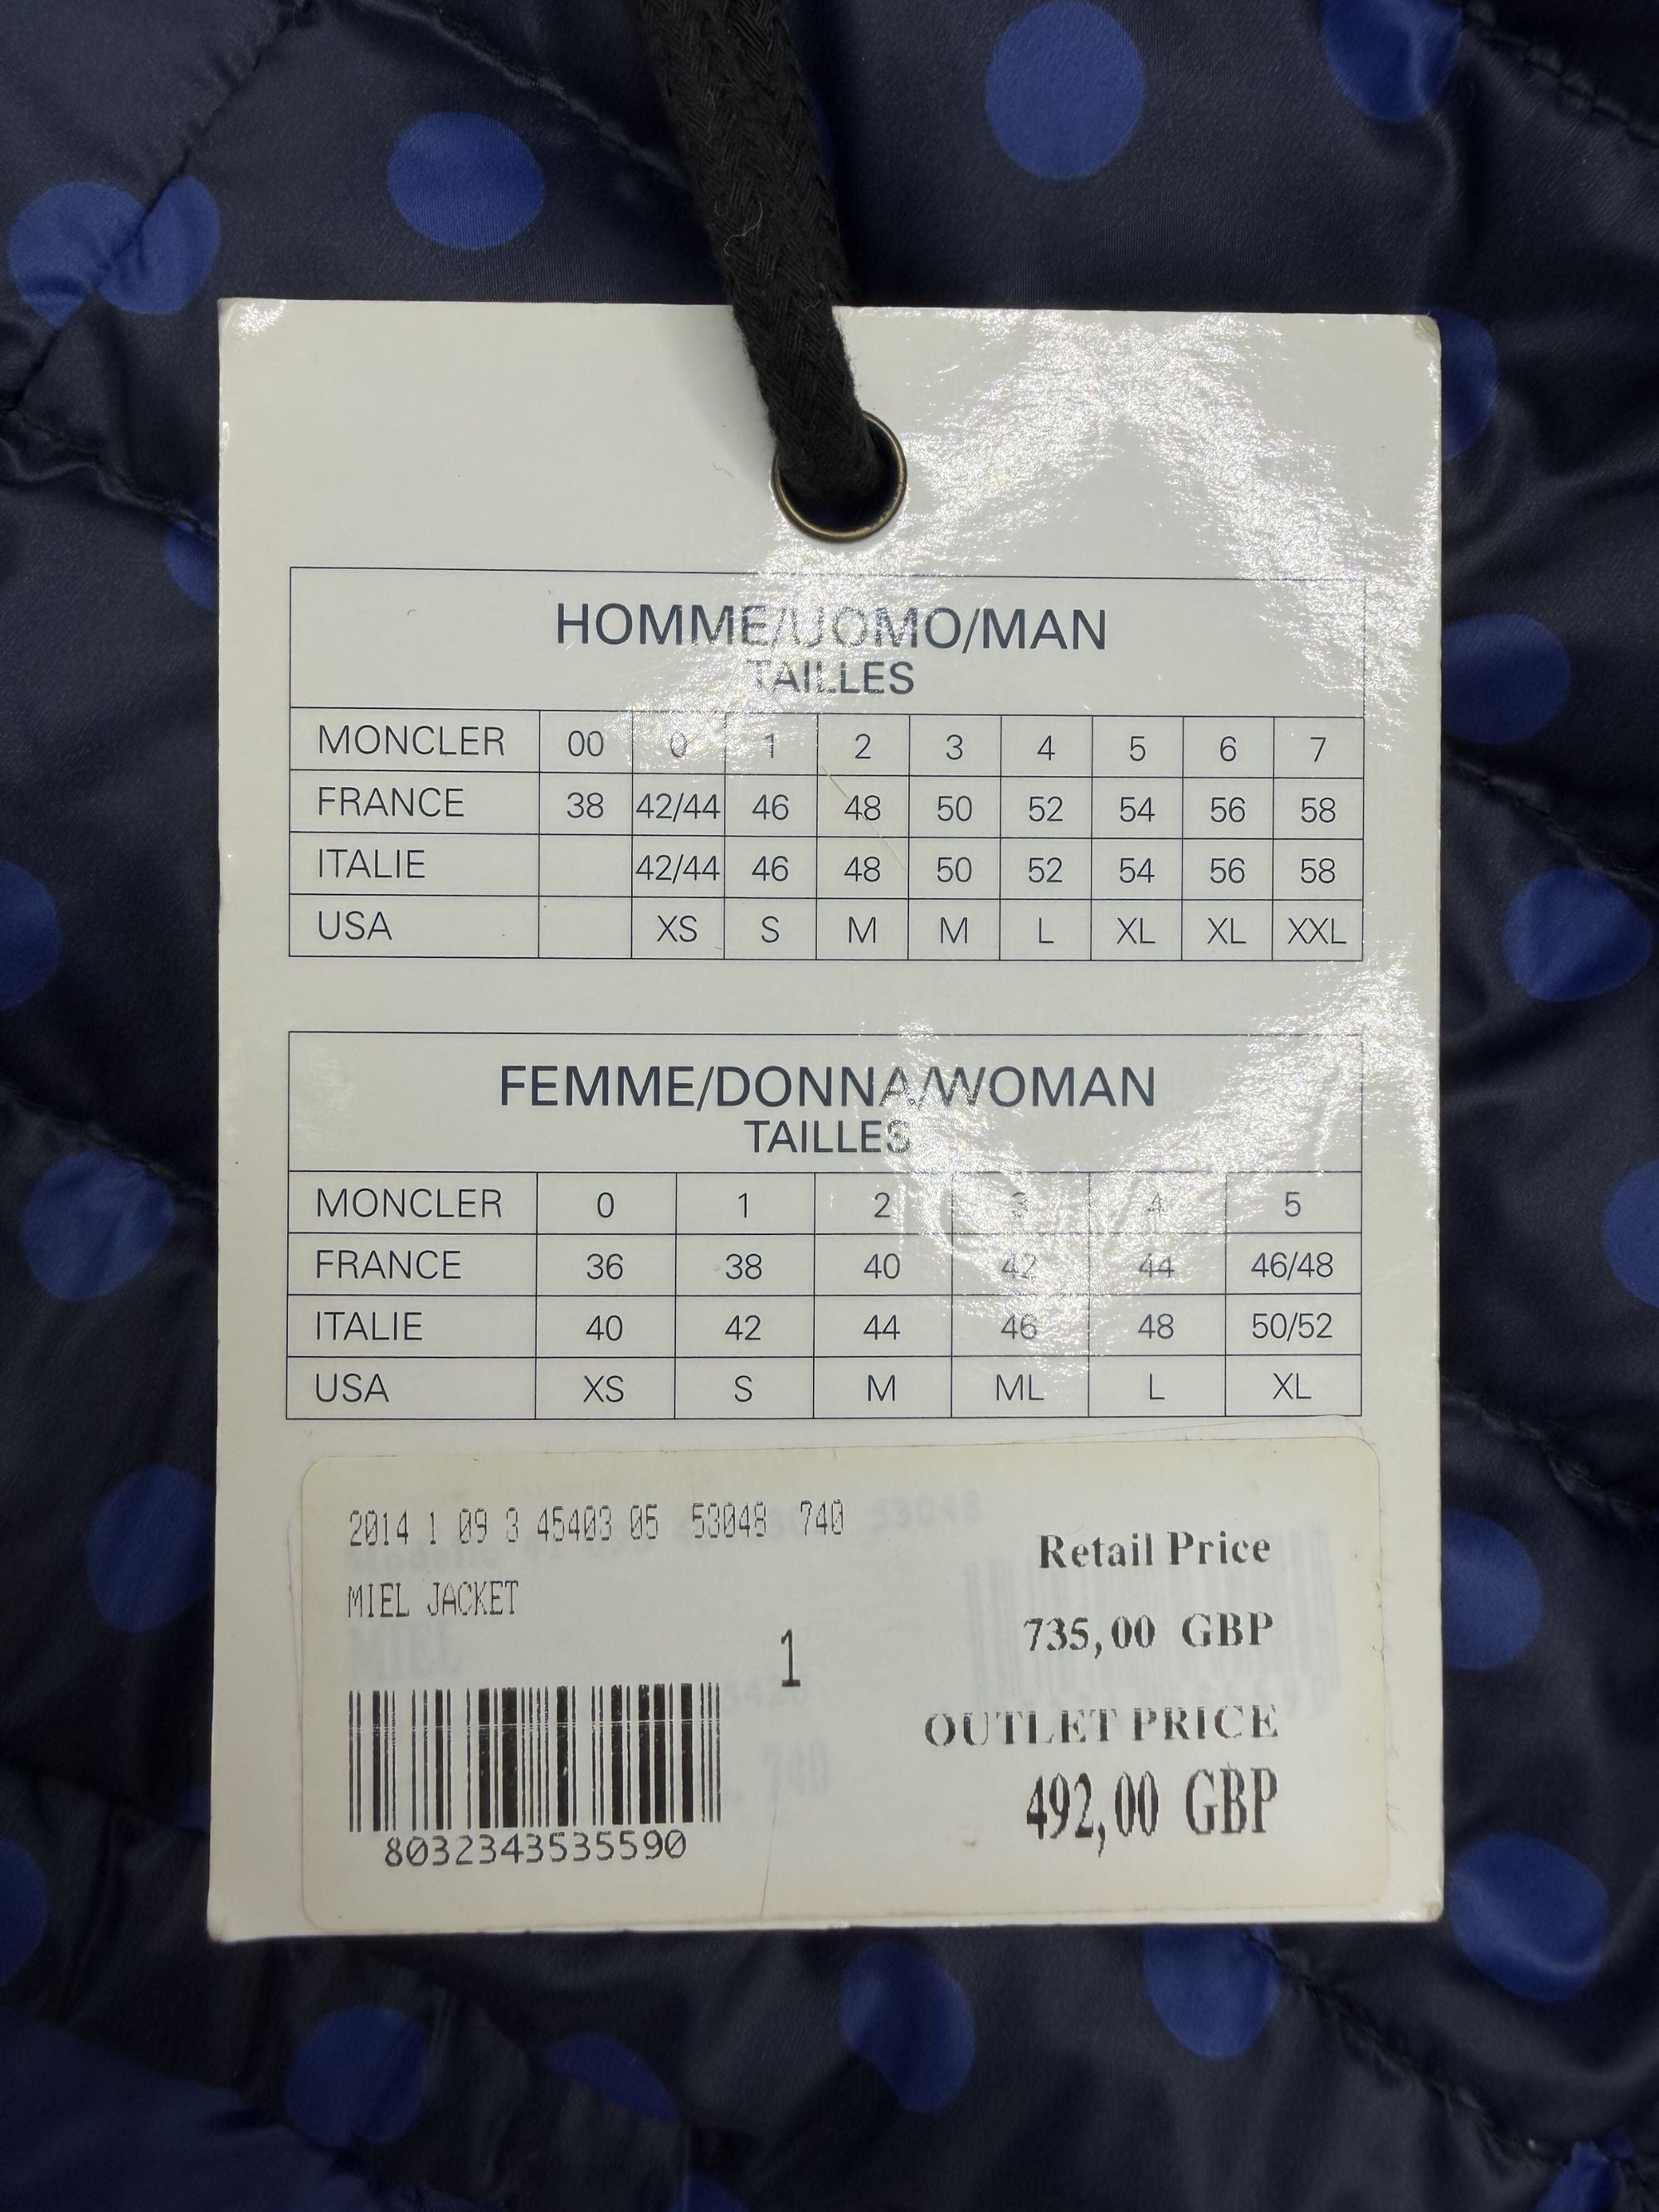 HOMME/UOMO/MAN
TAILLES
MONCLER 00 0 1 2 3 4 5 6 7
FRANCE 38 42/44 46 48 50 52 54 56 58
ITALIE 42/44 46 48 50 52 54 56 58
USA XS S M M L XL XL XXL
FEMME/DONNA/WOMAN
TAILLES
MONCLER 0 1 2 3 4 5
FRANCE 36 38 40 42 44 46/48
ITALIE 40 42 44 46 48 50/52
USA XS S M ML L XL
2014 1 09 3 45403 05 53048 740
MIEL JACKET
1
8032343535590
Retail Price
735,00 GBP
OUTLET PRICE
492,00 GBP